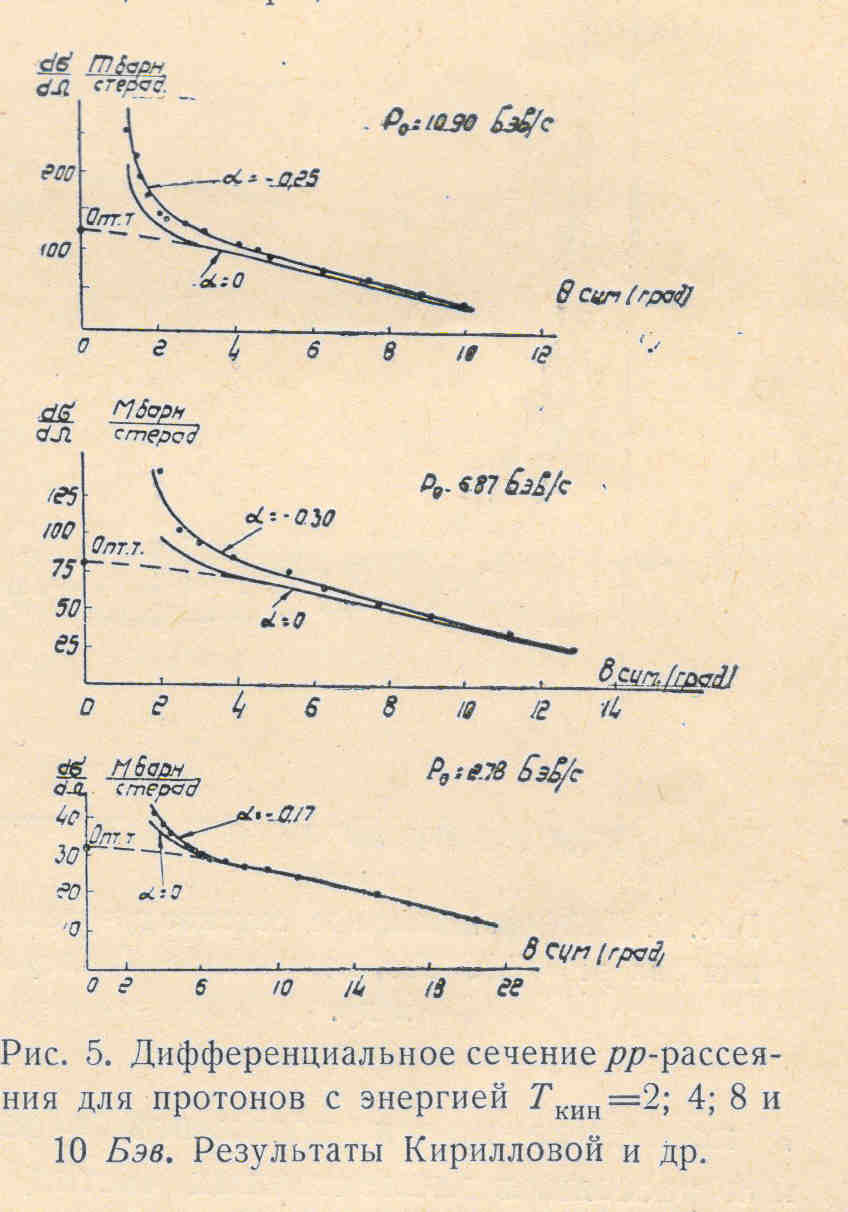 dσ/dΩ mбарн/стерад.
P₀ = 10.90 Бэв/с
200
α = -0,25
Опт.т
100
α = 0
θ сцм (град)
0 2 4 6 8 10 12
dσ/dΩ Мбарн/стерад
P₀ - 6.87 Бэв/с
125
α = -0.30
100
Опт.т.
75
50
α = 0
25
θ сцм. (град)
0 2 4 6 8 10 12 14
dσ/dΩ Мбарн/стерад
P₀ = 2.78 Бэв/с
40
α = -0.17
Опт.т
30
20
α = 0
10
θ сцм (град)
0 2 6 10 14 18 22
Рис. 5. Дифференциальное сечение pp-рассея-
ния для протонов с энергией Tкин=2; 4; 8 и
10 Бэв. Результаты Кирилловой и др.